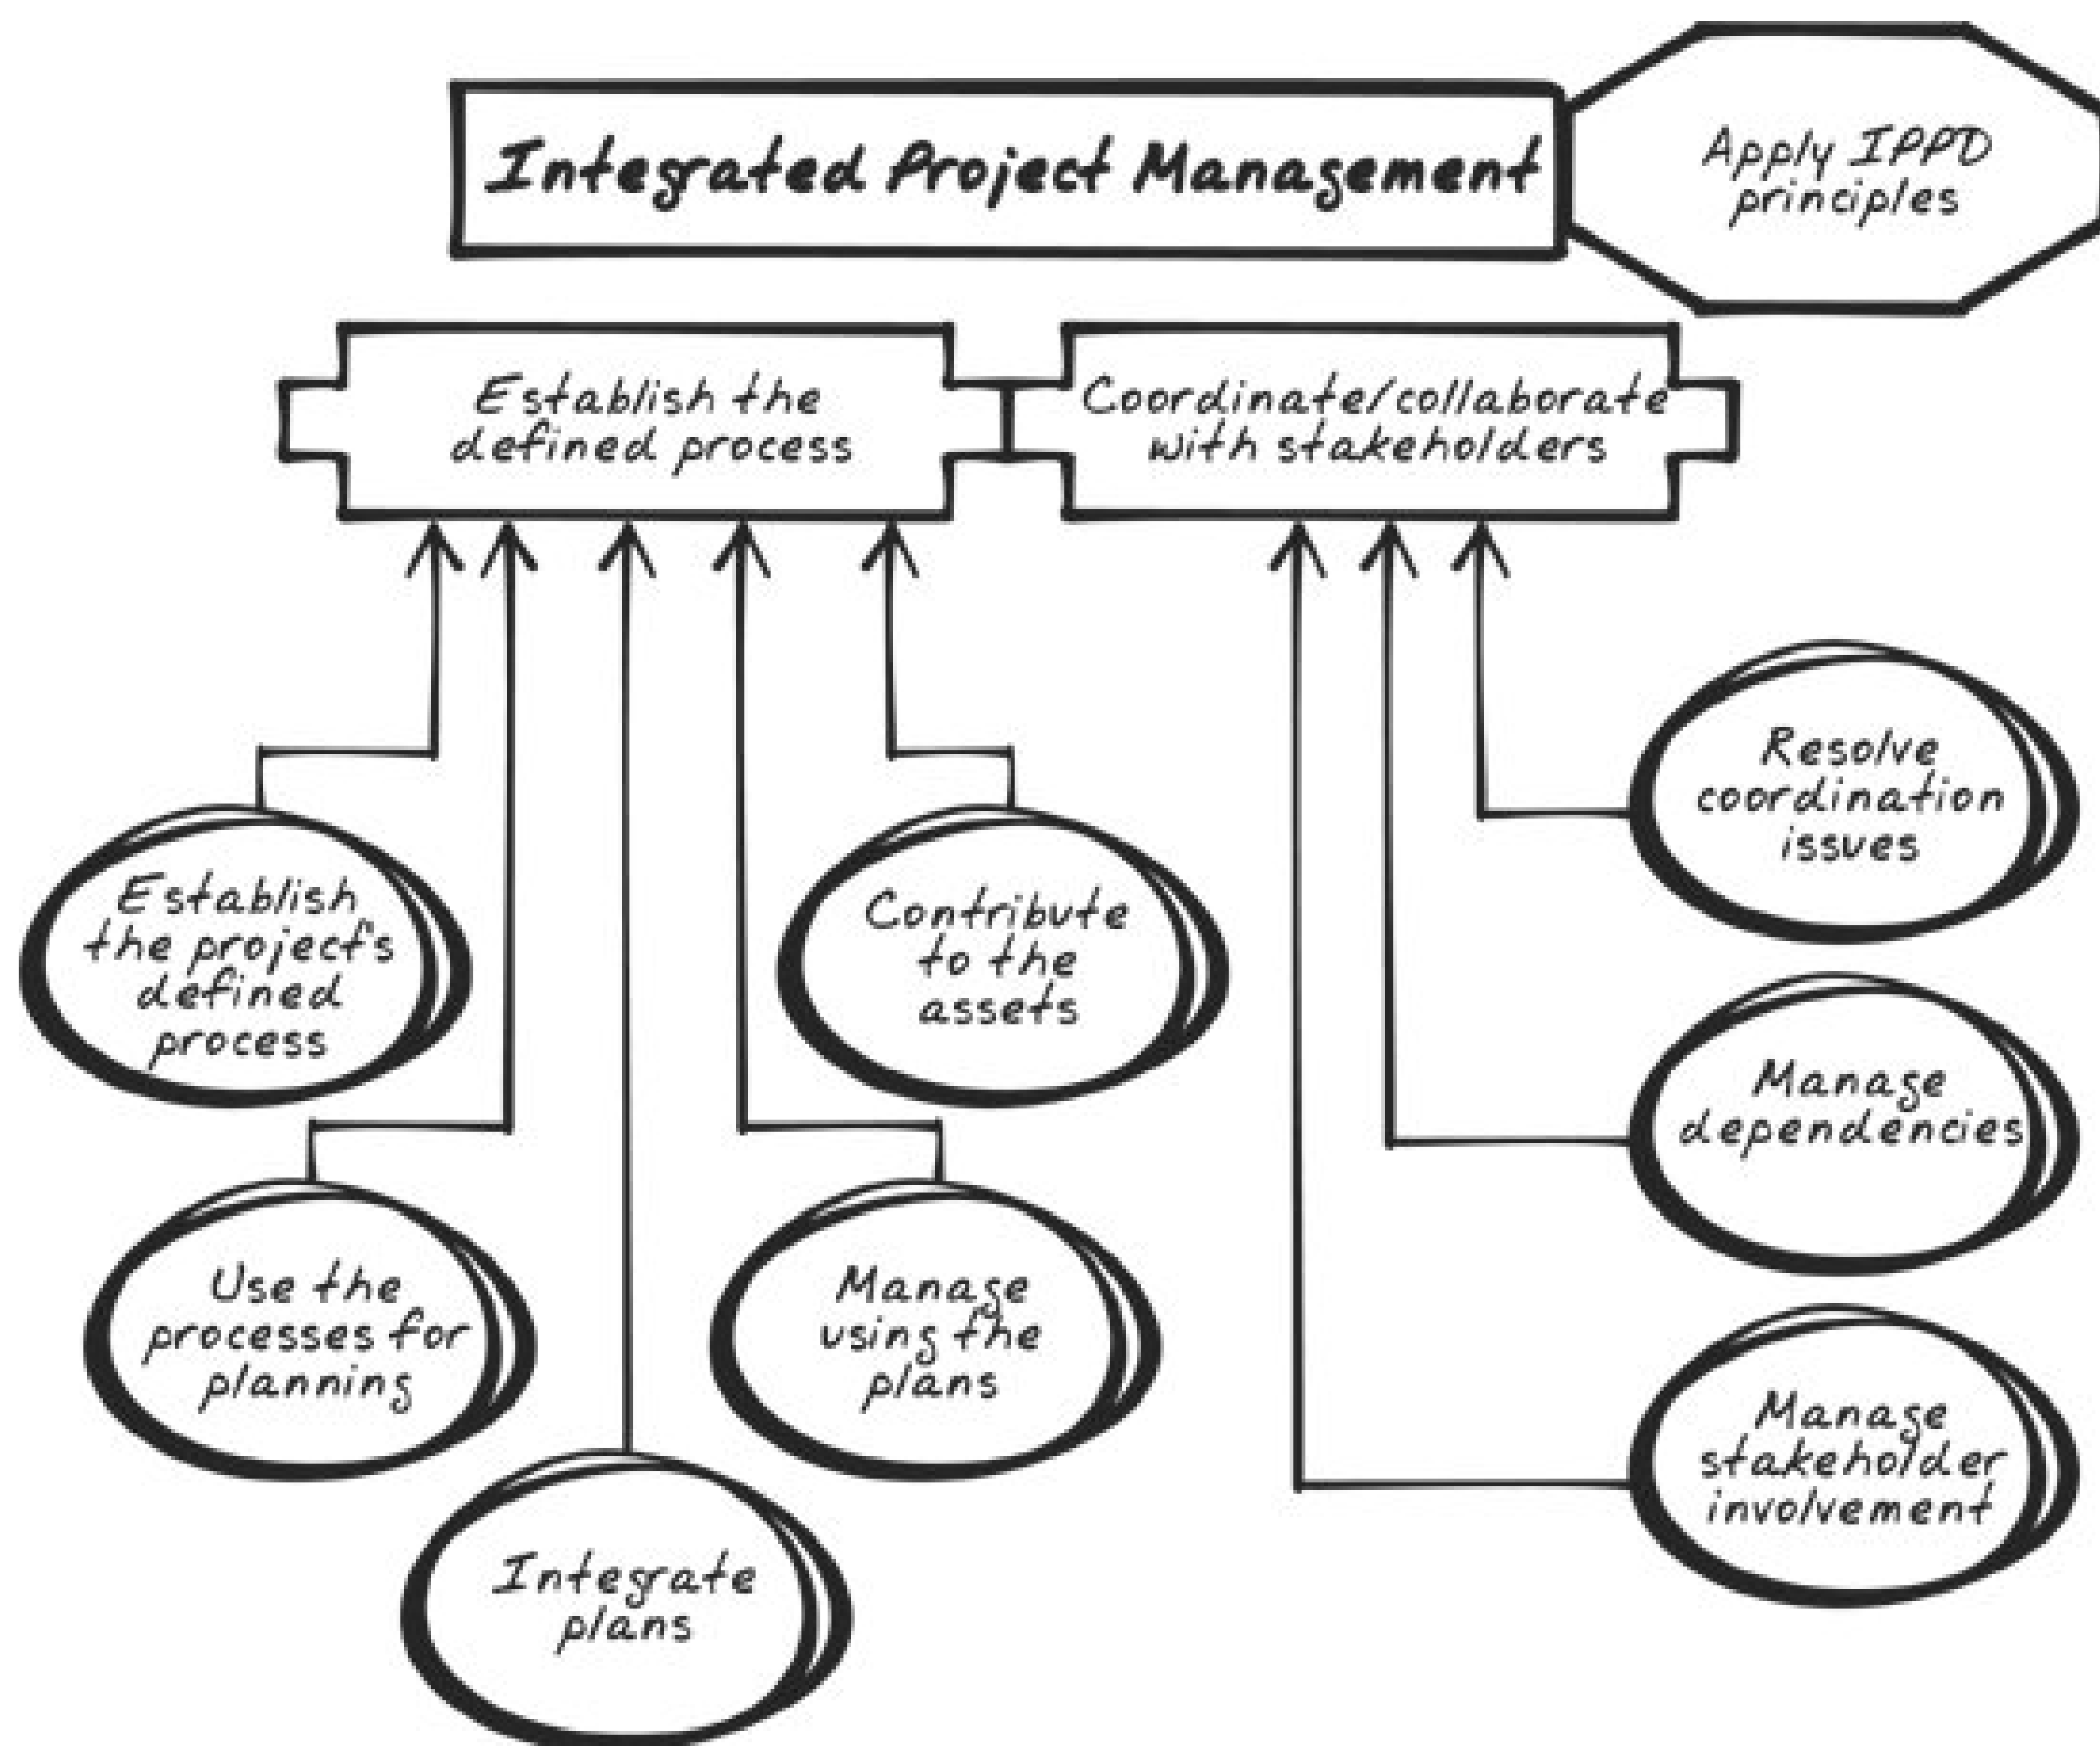 Integrated Project Management
Apply IPPD
principles
Establish the
defined process
Coordinate/collaborate
with stakeholders
Resolve
coordination
issues
Establish
the project's
defined
process
Contribute
to the
assets
Manage
dependencies
Use the
processes for
planning
Manage
using the
plans
Manage
stakeholder
involvement
Integrate
plans